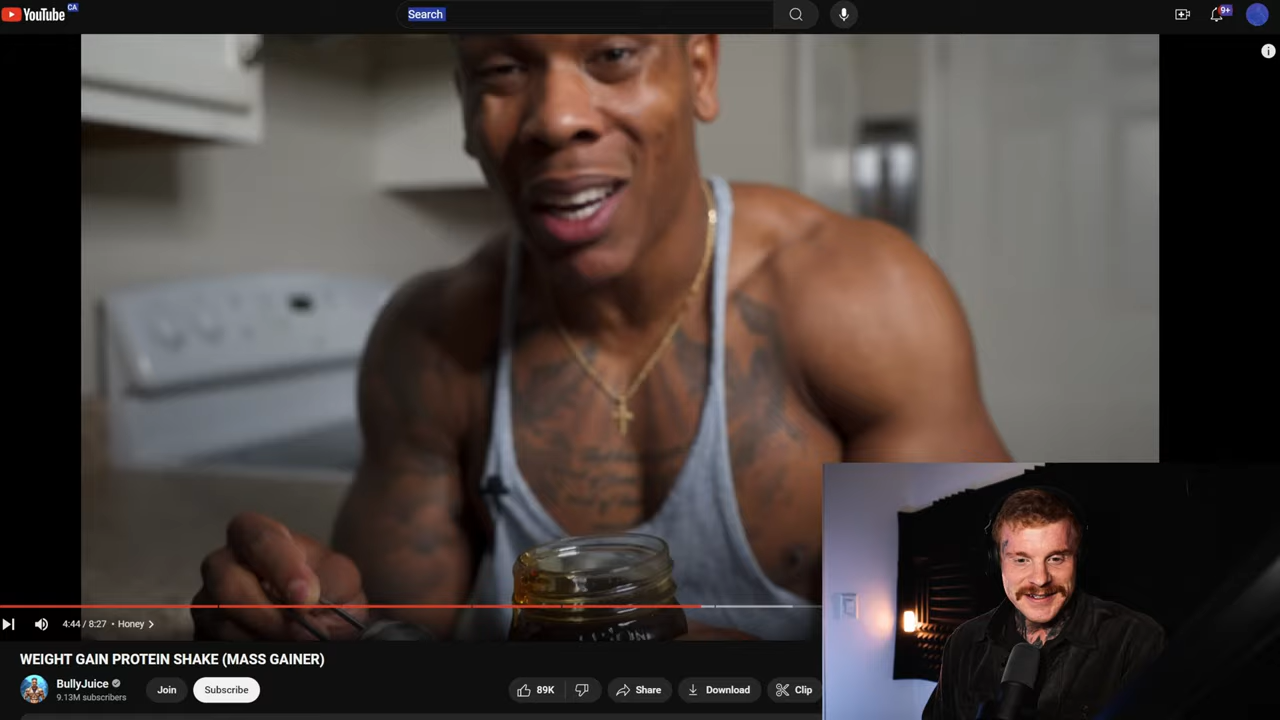 YouTube CA
Search
9+
4:44 / 8:27 • Honey
WEIGHT GAIN PROTEIN SHAKE (MASS GAINER)
BullyJuice
9.13M subscribers
Join
Subscribe
89K
Share
Download
Clip